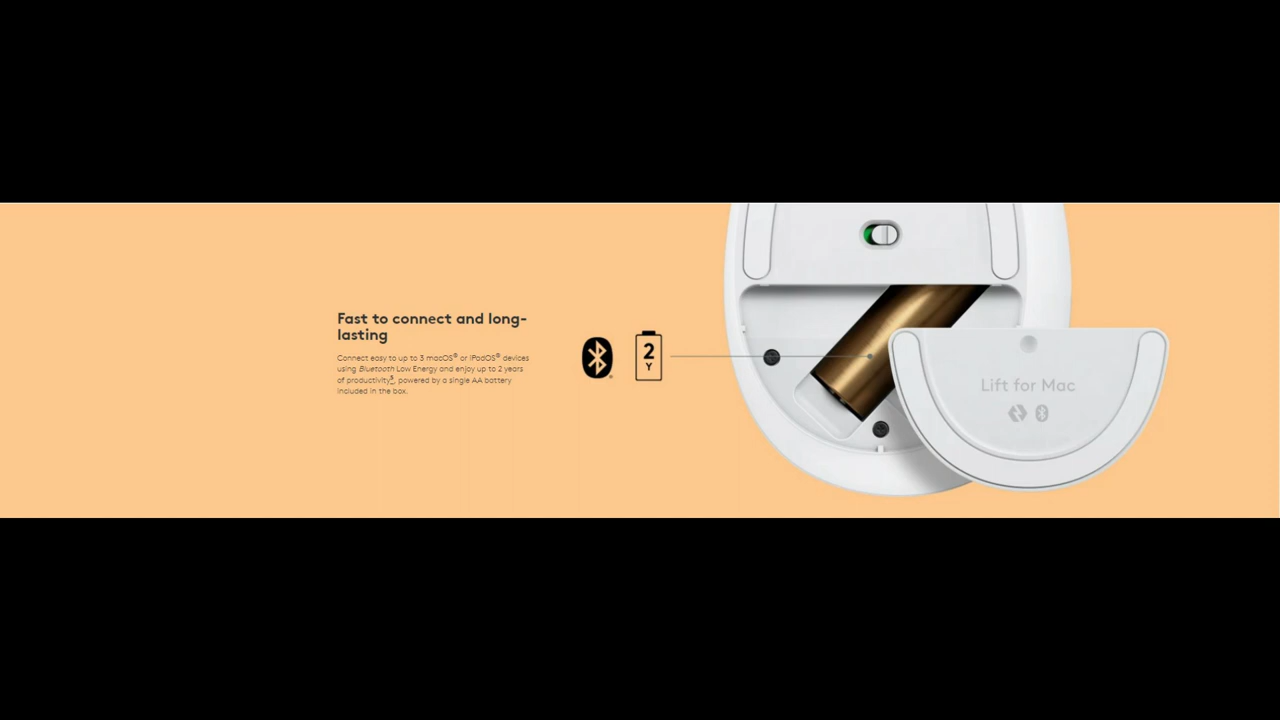 Fast to connect and long-
lasting
Connect easy to up to 3 macOS® or iPadOS® devices
using Bluetooth Low Energy and enjoy up to 2 years
of productivity⁵, powered by a single AA battery
included in the box.
2
Y
Lift for Mac